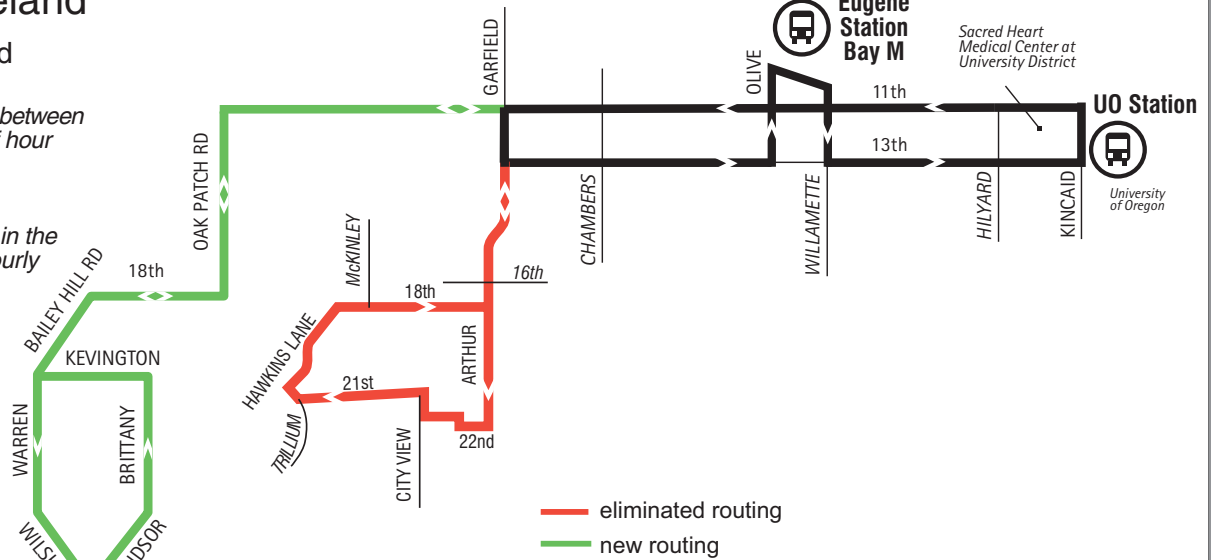 Eugene
Station
Bay M
Sacred Heart
Medical Center at
University District
d
between
hour
GARFIELD
OLIVE
11th
UO Station
OAK PATCH RD
13th
CHAMBERS
WILLAMETTE
HILYARD
KINCAID
University
of Oregon
in the
McKINLEY
16th
BAILEY HILL RD
18th
18th
HAWKINS LANE
ARTHUR
KEVINGTON
21st
WARREN
BRITTANY
TRILLIUM
CITY VIEW
22nd
eliminated routing
new routing